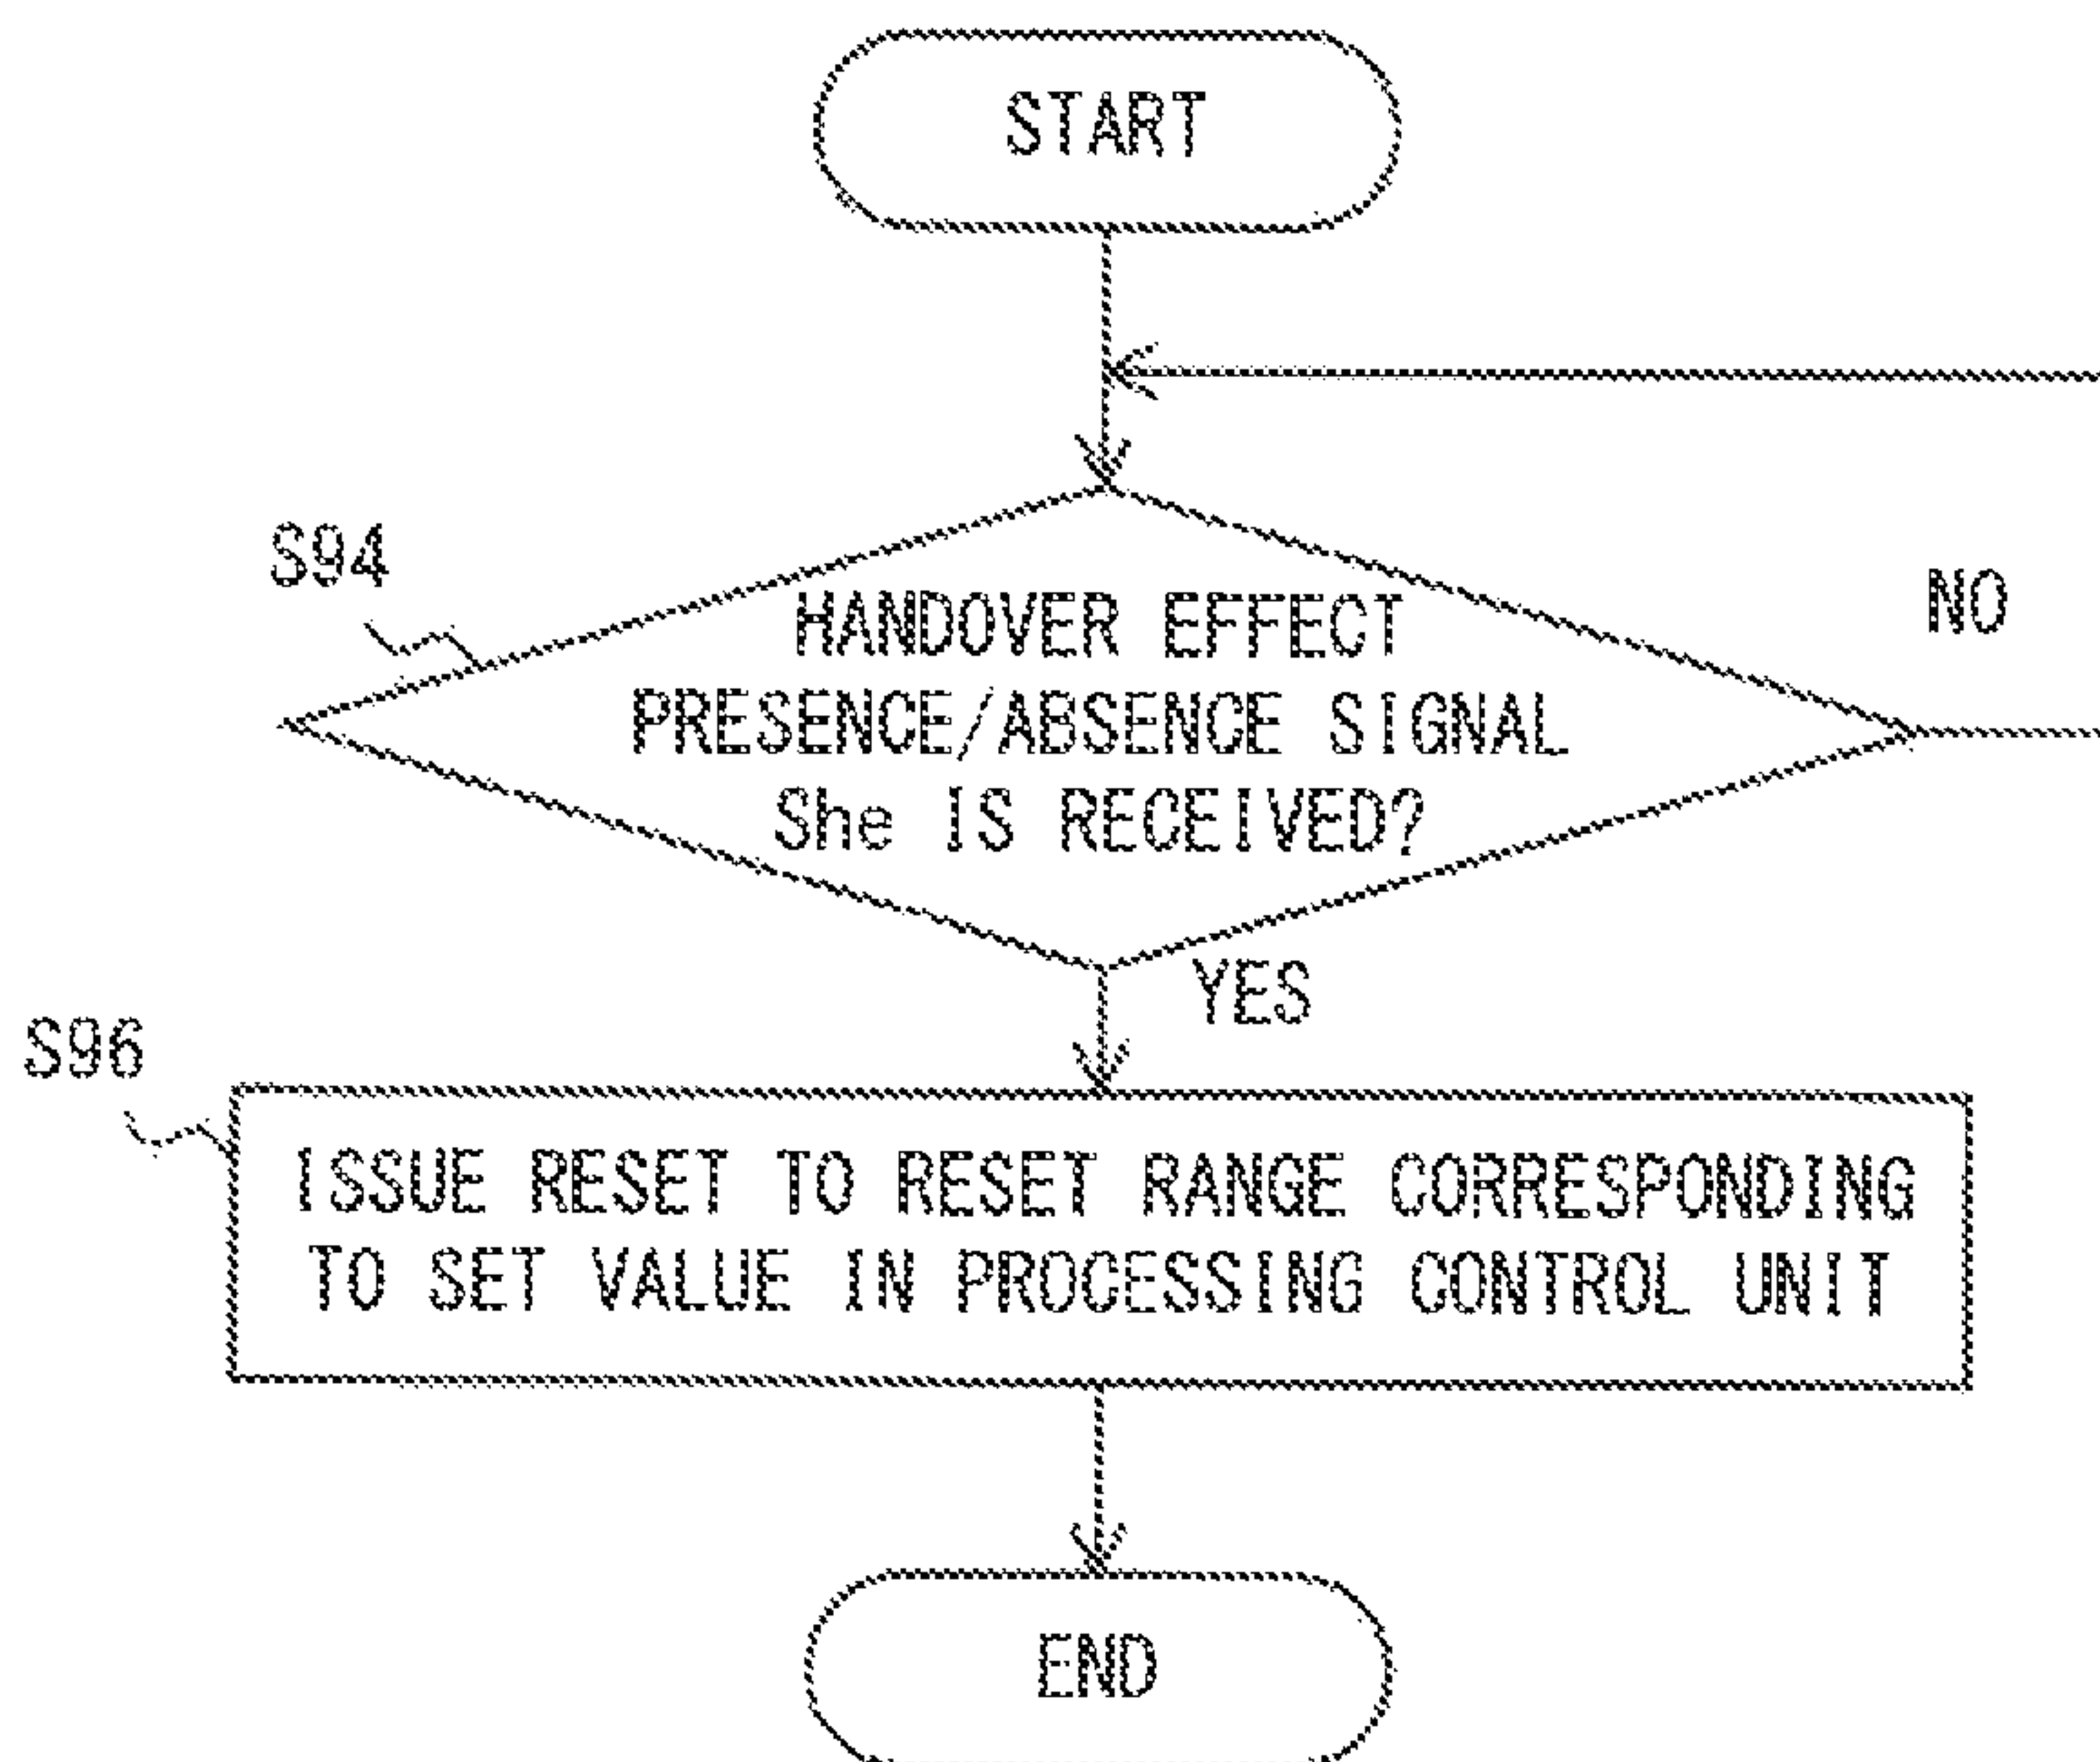 START
S94
HANDOVER EFFECT
PRESENCE/ABSENCE SIGNAL
She IS RECEIVED?
NO
YES
S96
ISSUE RESET TO RESET RANGE CORRESPONDING
TO SET VALUE IN PROCESSING CONTROL UNIT
END